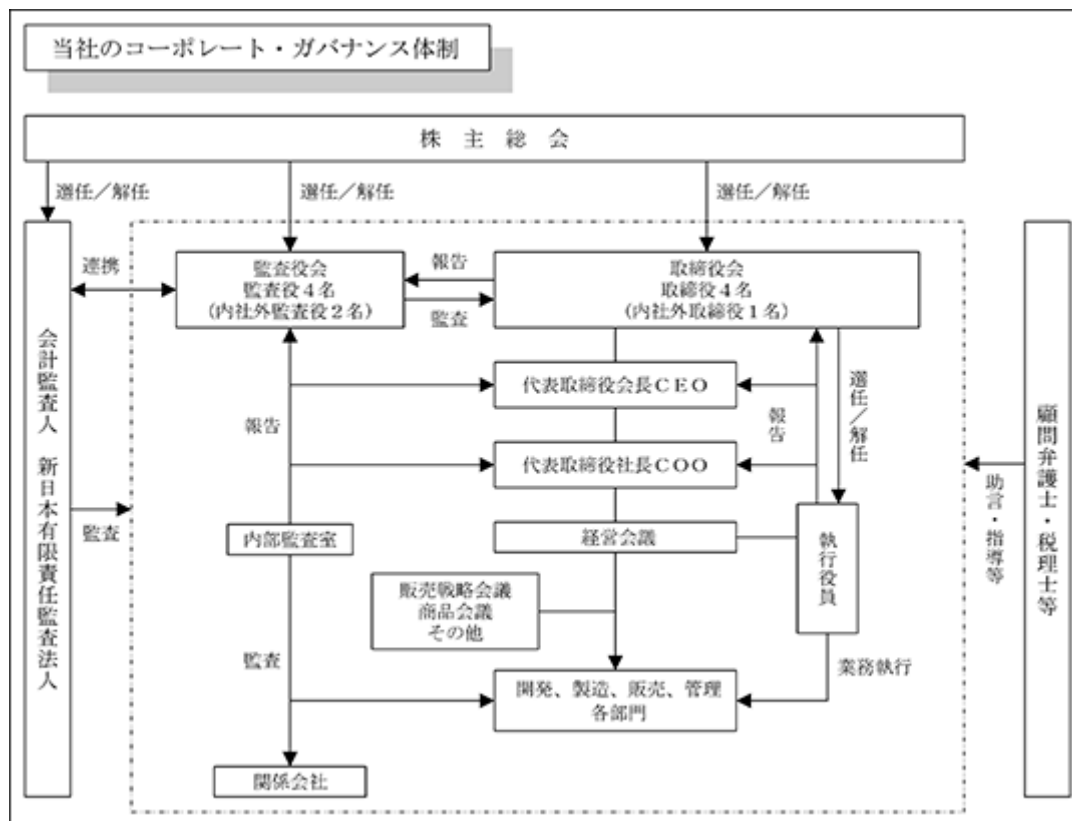 当社のコーポレート・ガバナンス体制
株主総会
選任／解任
選任／解任
選任／解任
監査役会
監査役４名
（内社外監査役２名）
報告
監査
取締役会
取締役４名
（内社外取締役１名）
連携
会計監査人　新日本有限責任監査法人
監査
代表取締役会長ＣＥＯ
報告
報告
選任／解任
代表取締役社長ＣＯＯ
内部監査室
経営会議
執行役員
販売戦略会議
商品会議
その他
監査
業務執行
開発、製造、販売、管理
各部門
関係会社
助言・指導等
顧問弁護士・税理士等